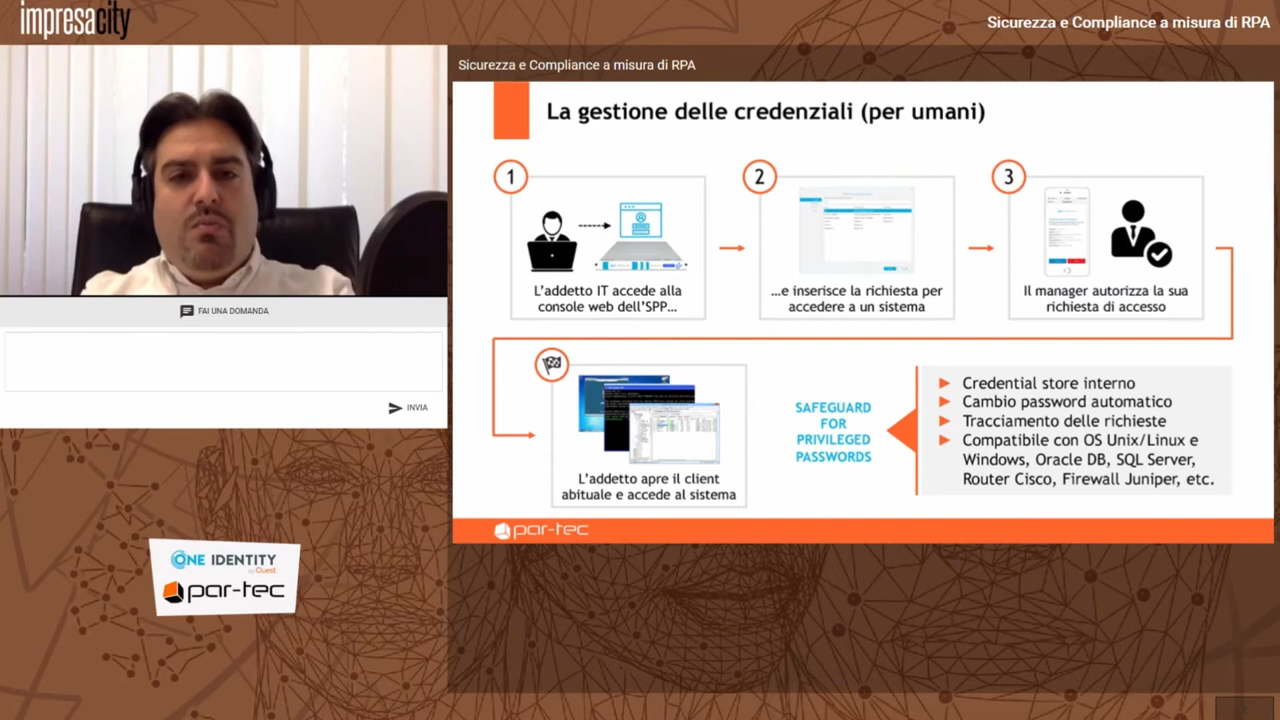 impresacity
Sicurezza e Compliance a misura di RPA
Sicurezza e Compliance a misura di RPA
La gestione delle credenziali (per umani)
1
L'addetto IT accede alla
console web dell'SPP...
2
...e inserisce la richiesta per
accedere a un sistema
3
Il manager autorizza la sua
richiesta di accesso
L'addetto apre il client
abituale e accede al sistema
SAFEGUARD
FOR
PRIVILEGED
PASSWORDS
Credential store interno
Cambio password automatico
Tracciamento delle richieste
Compatibile con OS Unix/Linux e
Windows, Oracle DB, SQL Server,
Router Cisco, Firewall Juniper, etc.
par-tec
FAI UNA DOMANDA
INVIA
ONE IDENTITY
by Quest
par-tec